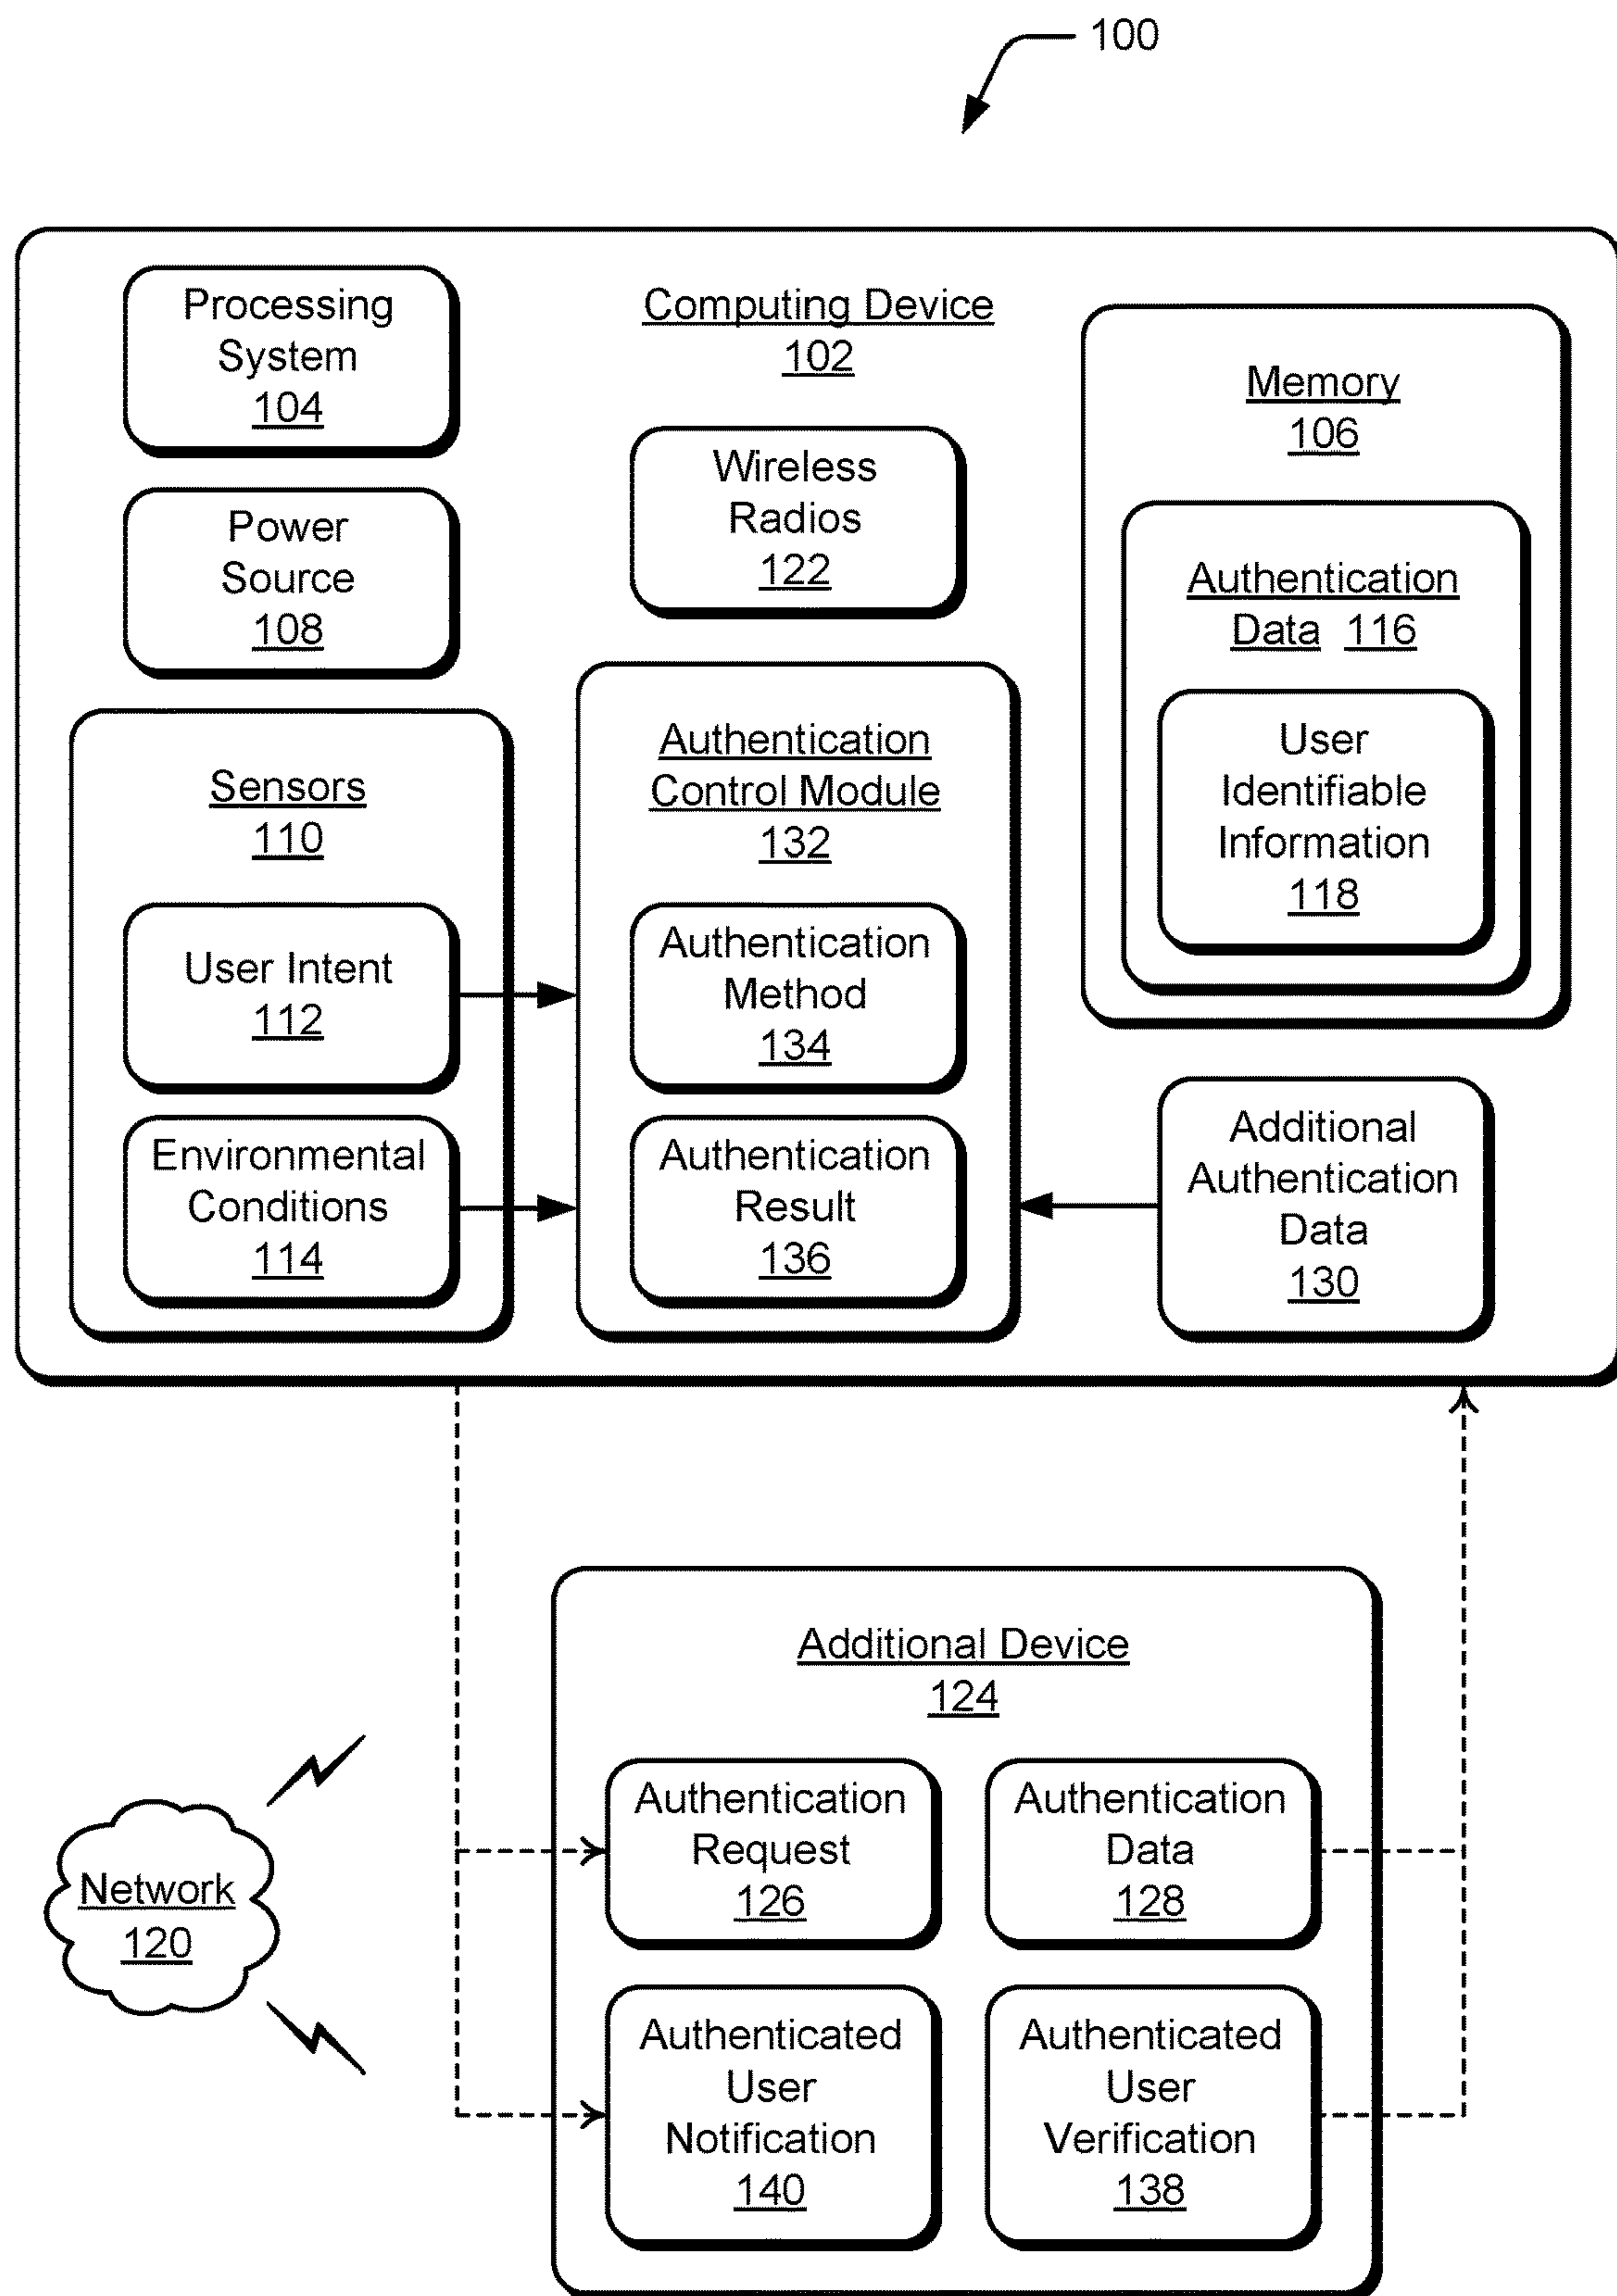 100
Processing
System
104
Computing Device
102
Memory
106
Wireless
Radios
122
Power
Source
108
Authentication
Data 116
User
Identifiable
Information
118
Sensors
110
User Intent
112
Environmental
Conditions
114
Authentication
Control Module
132
Authentication
Method
134
Authentication
Result
136
Additional
Authentication
Data
130
Additional Device
124
Authentication
Request
126
Authentication
Data
128
Network
120
Authenticated
User
Notification
140
Authenticated
User
Verification
138